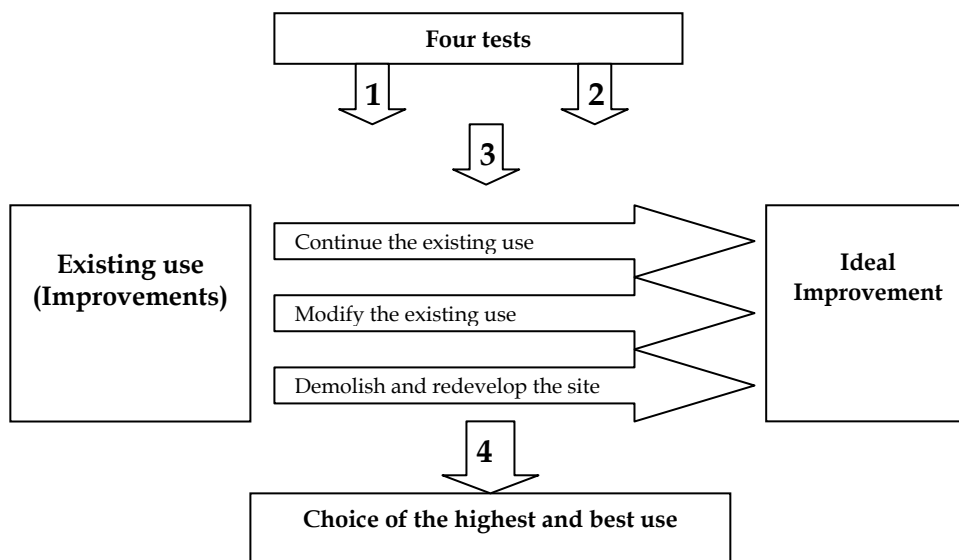 Four tests
1
2
3
Existing use
(Improvements)
Continue the existing use
Modify the existing use
Demolish and redevelop the site
Ideal
Improvement
4
Choice of the highest and best use